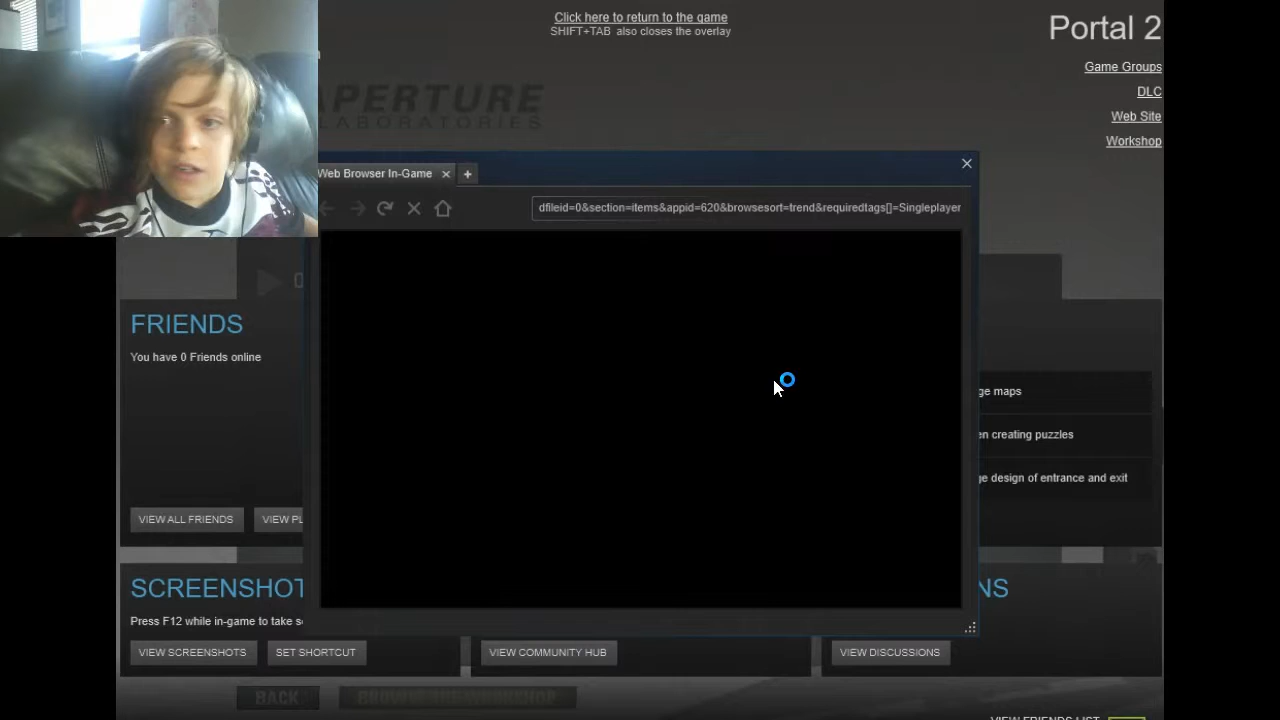 Click here to return to the game
SHIFT+TAB also closes the overlay
Portal 2
Game Groups
DLC
Web Site
Workshop
APERTURE
LABORATORIES
Web Browser In-Game
dfileid=0&section=items&appid=620&browsesort=trend&requiredtags[]=Singleplayer
FRIENDS
You have 0 Friends online
VIEW ALL FRIENDS
VIEW PL
ge maps
en creating puzzles
ge design of entrance and exit
SCREENSHOT
Press F12 while in-game to take s
VIEW SCREENSHOTS
SET SHORTCUT
VIEW COMMUNITY HUB
NS
VIEW DISCUSSIONS
BACK
VIEW FRIENDS LIST